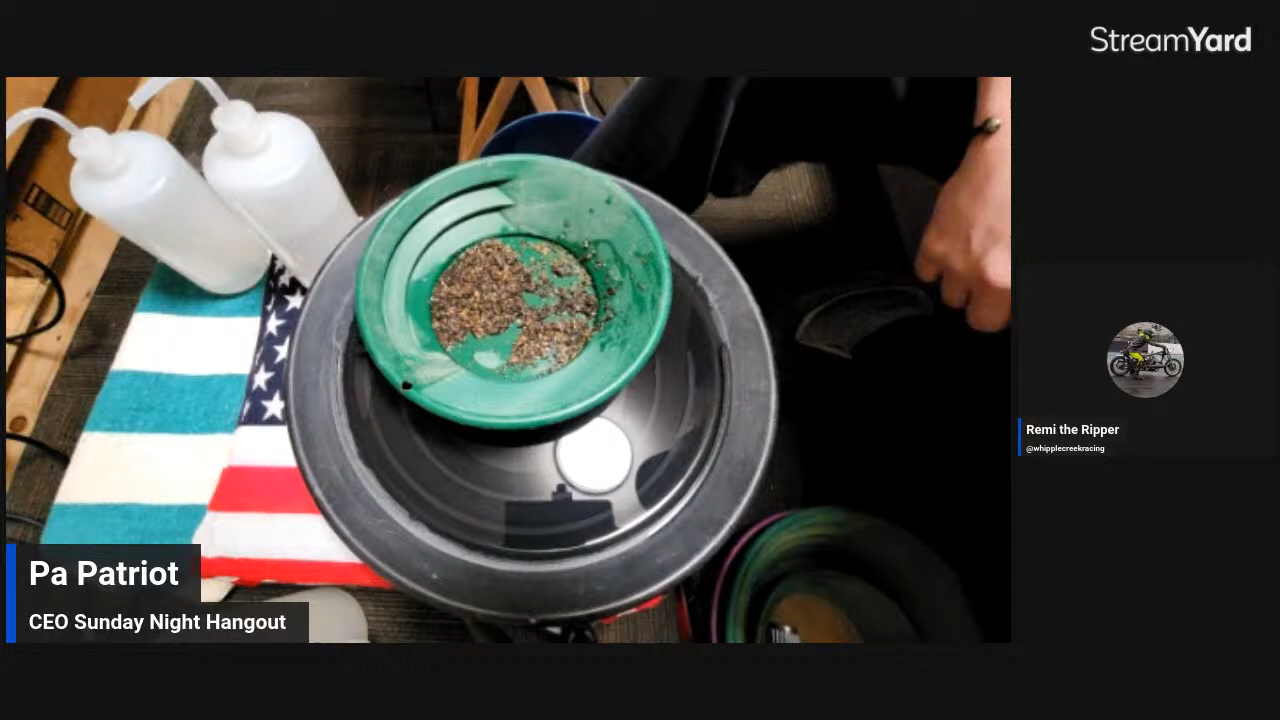 StreamYard
Pa Patriot
CEO Sunday Night Hangout
Remi the Ripper
@whipplecreekracing